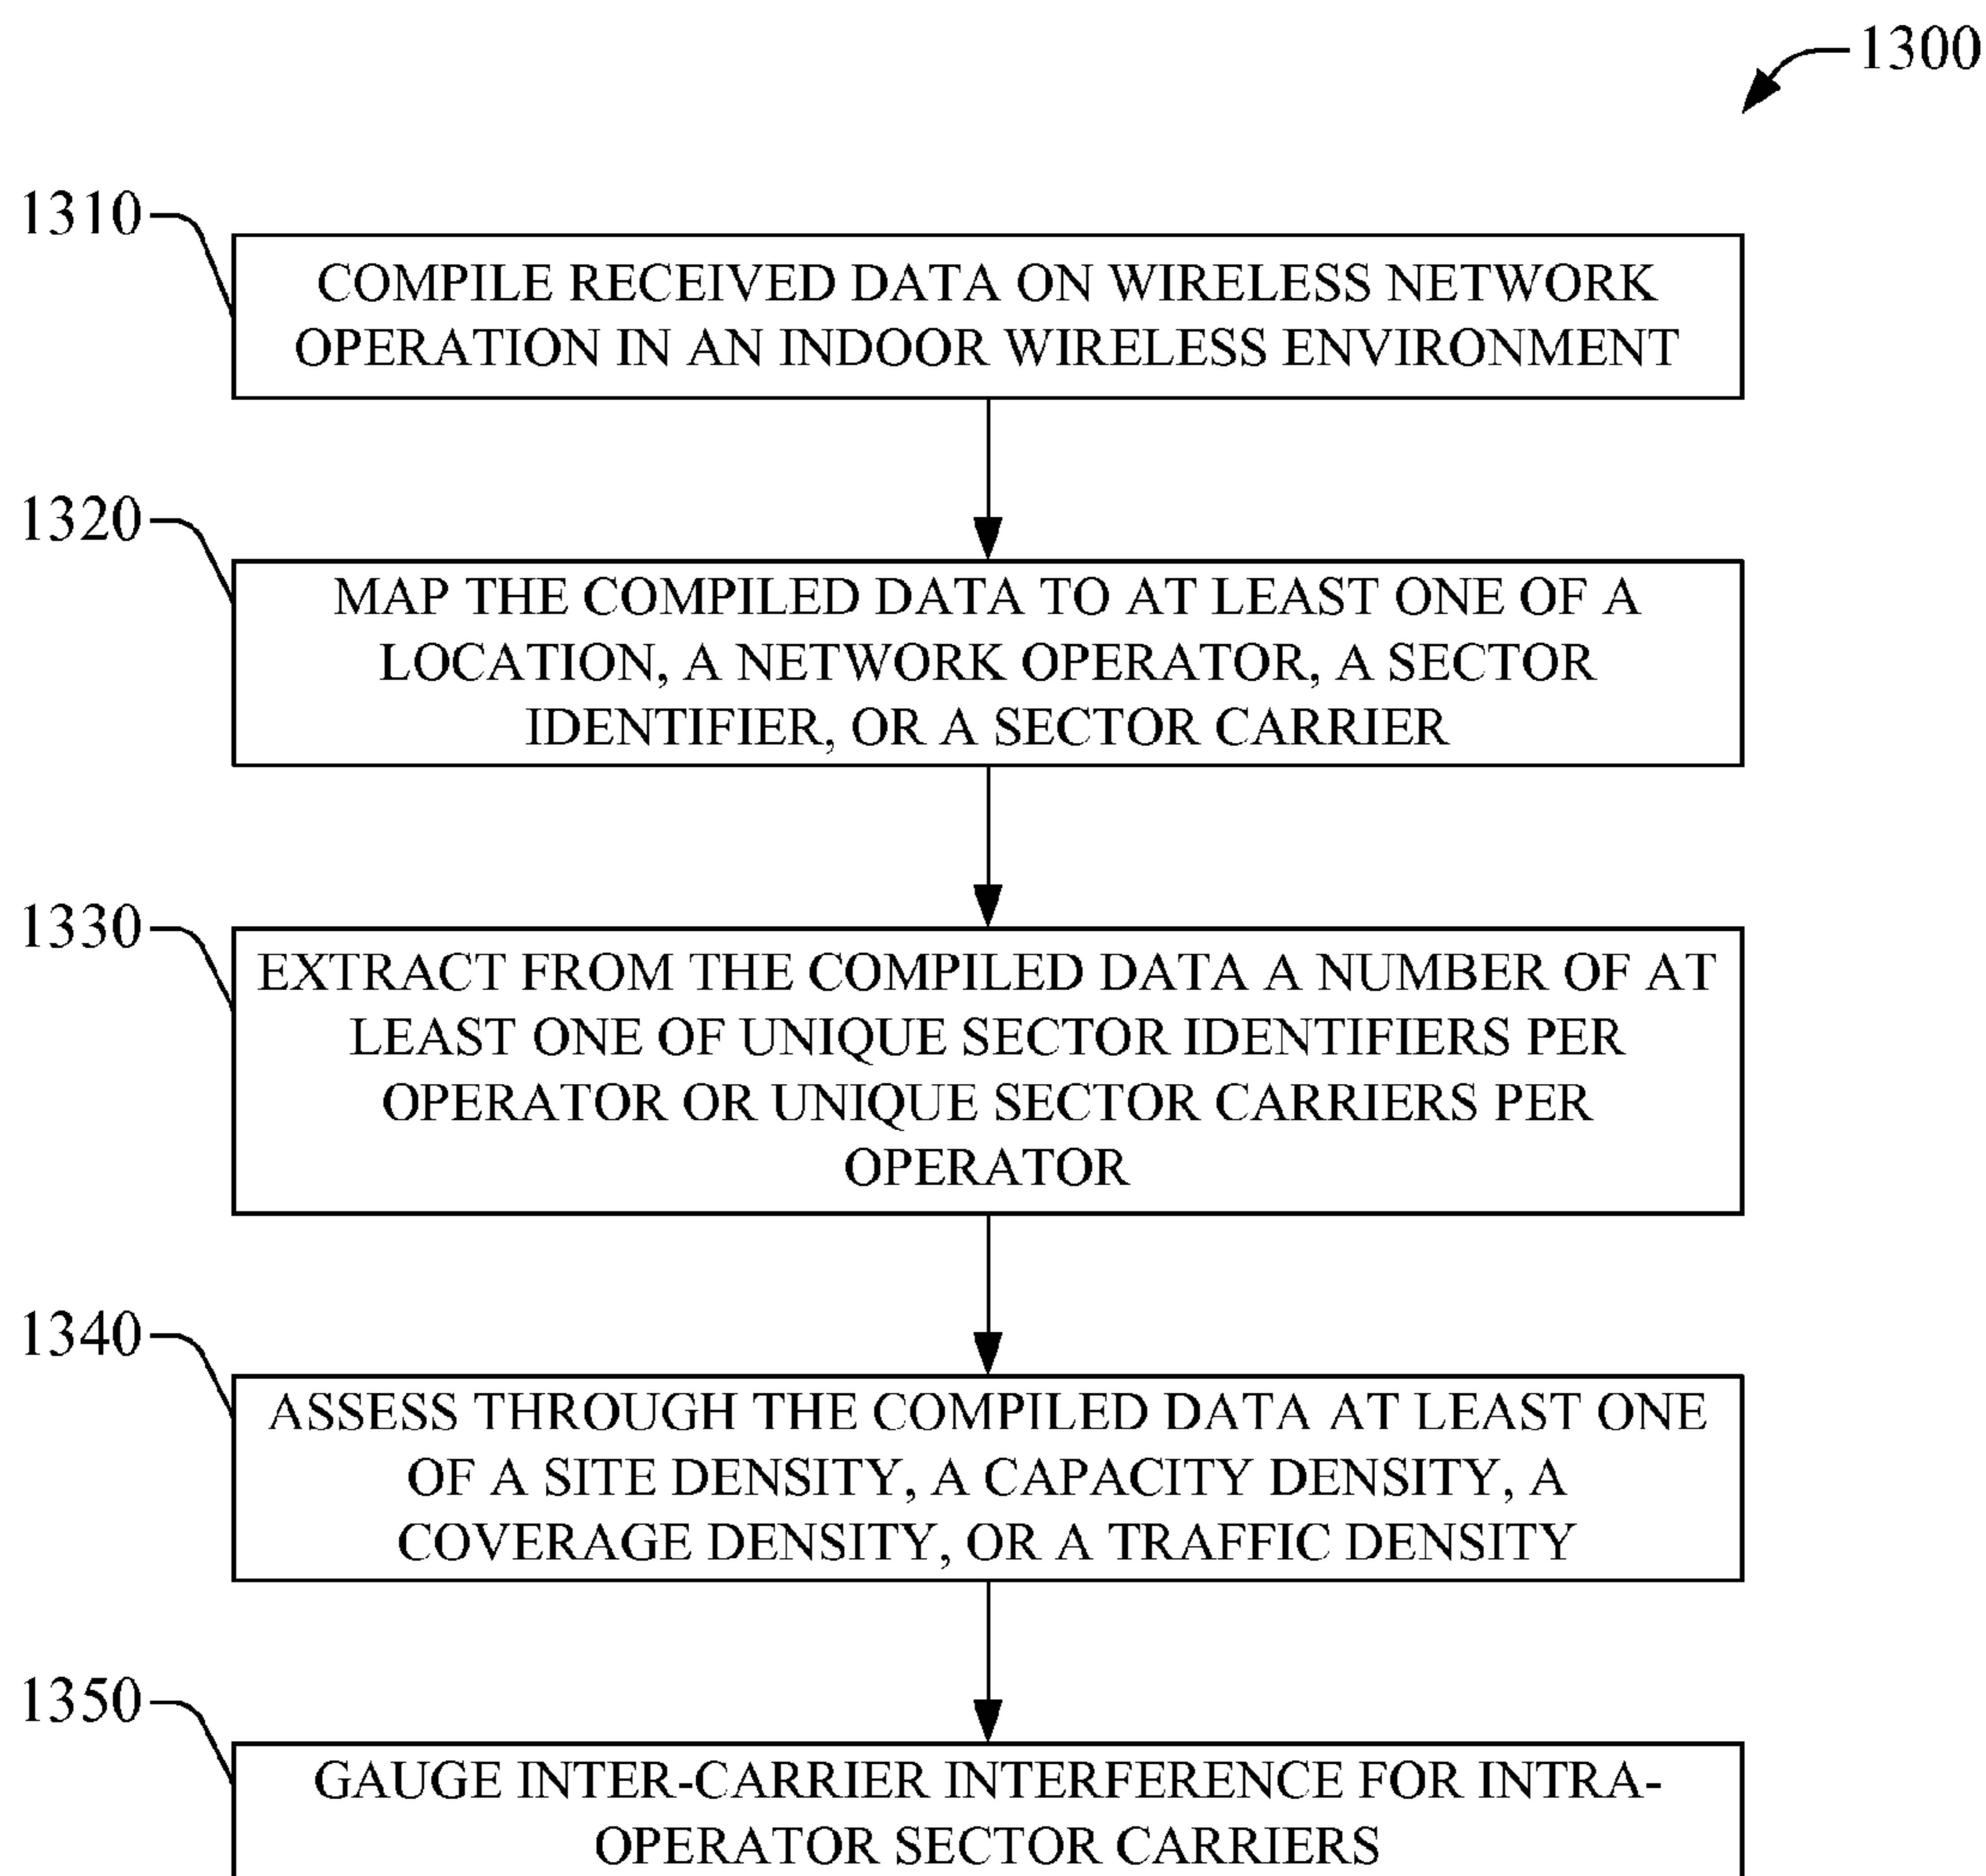 1300
1310
COMPILE RECEIVED DATA ON WIRELESS NETWORK
OPERATION IN AN INDOOR WIRELESS ENVIRONMENT
1320
MAP THE COMPILED DATA TO AT LEAST ONE OF A
LOCATION, A NETWORK OPERATOR, A SECTOR
IDENTIFIER, OR A SECTOR CARRIER
1330
EXTRACT FROM THE COMPILED DATA A NUMBER OF AT
LEAST ONE OF UNIQUE SECTOR IDENTIFIERS PER
OPERATOR OR UNIQUE SECTOR CARRIERS PER
OPERATOR
1340
ASSESS THROUGH THE COMPILED DATA AT LEAST ONE
OF A SITE DENSITY, A CAPACITY DENSITY, A
COVERAGE DENSITY, OR A TRAFFIC DENSITY
1350
GAUGE INTER-CARRIER INTERFERENCE FOR INTRA-
OPERATOR SECTOR CARRIERS